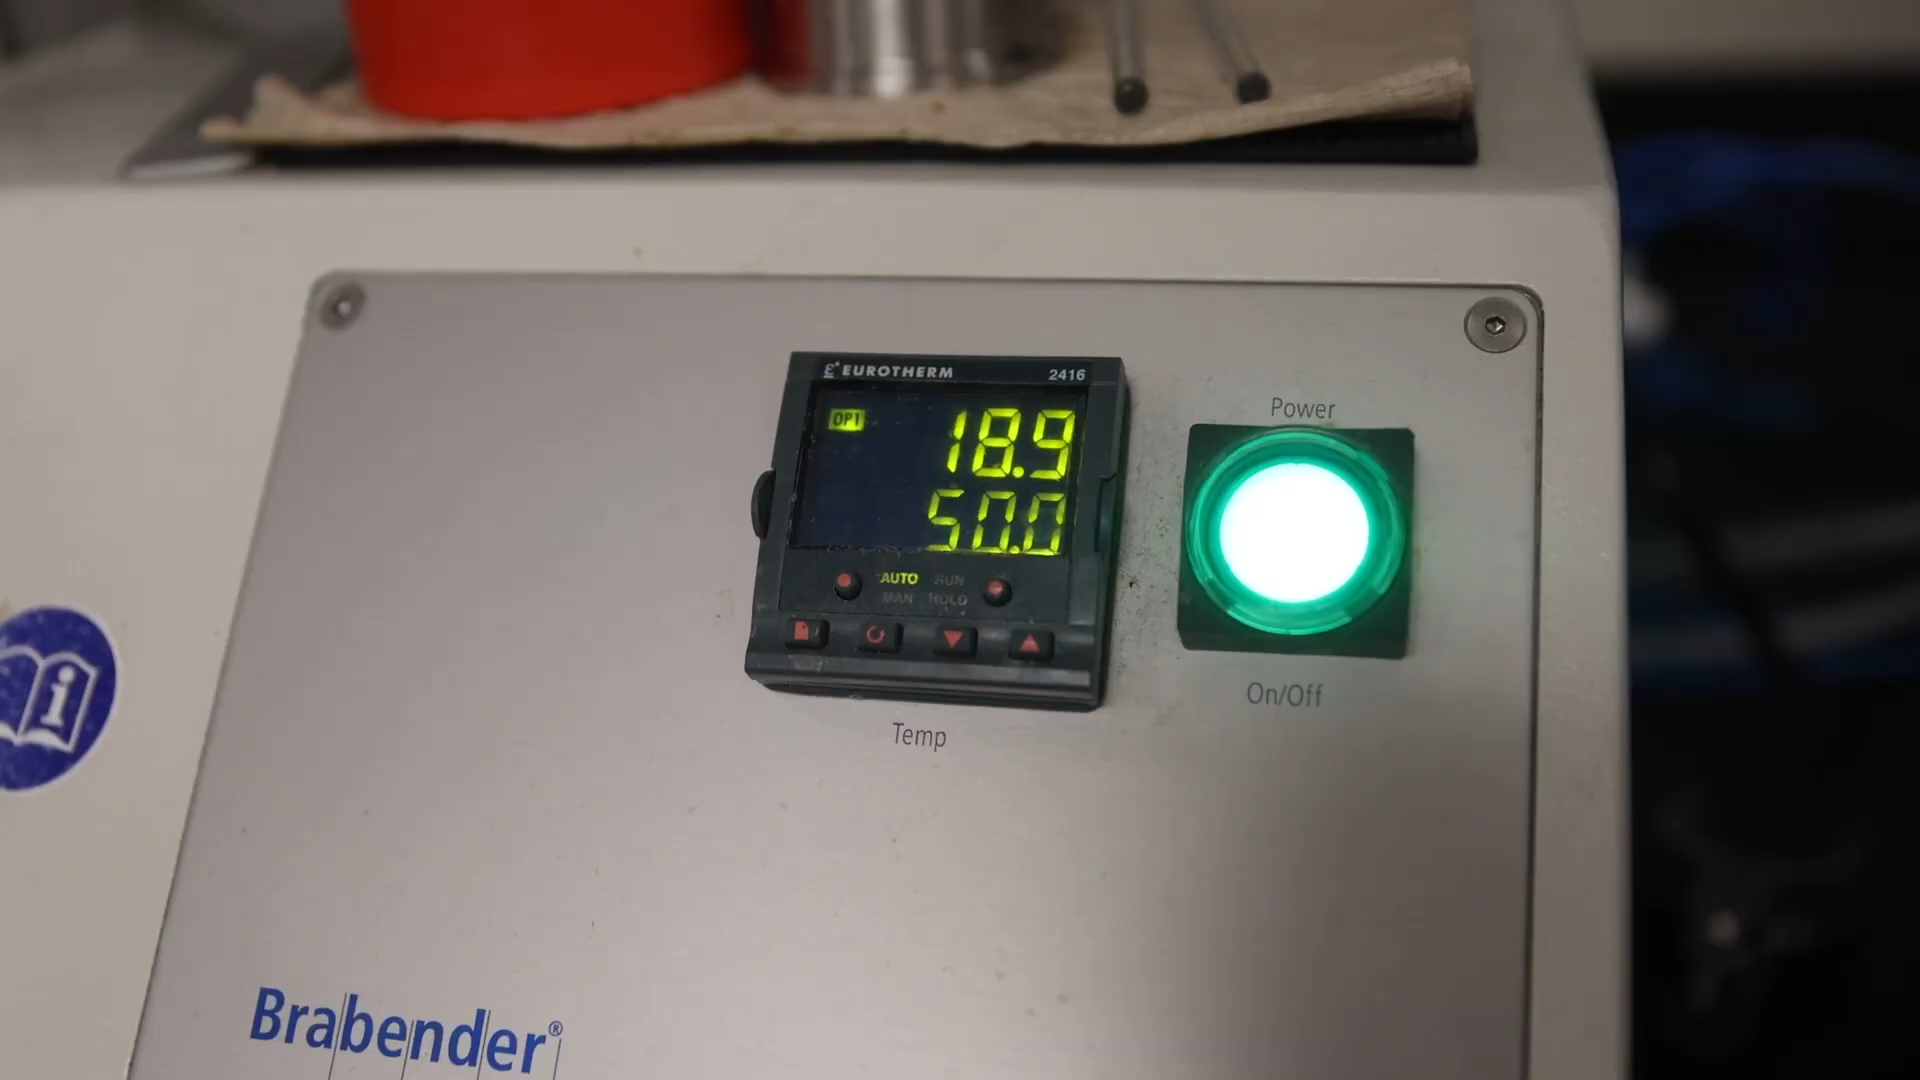 EUROTHERM 2416
OP1
18.9
50.0
AUTO RUN
MAN HOLD
Temp
Power
On/Off
i
Brabender®